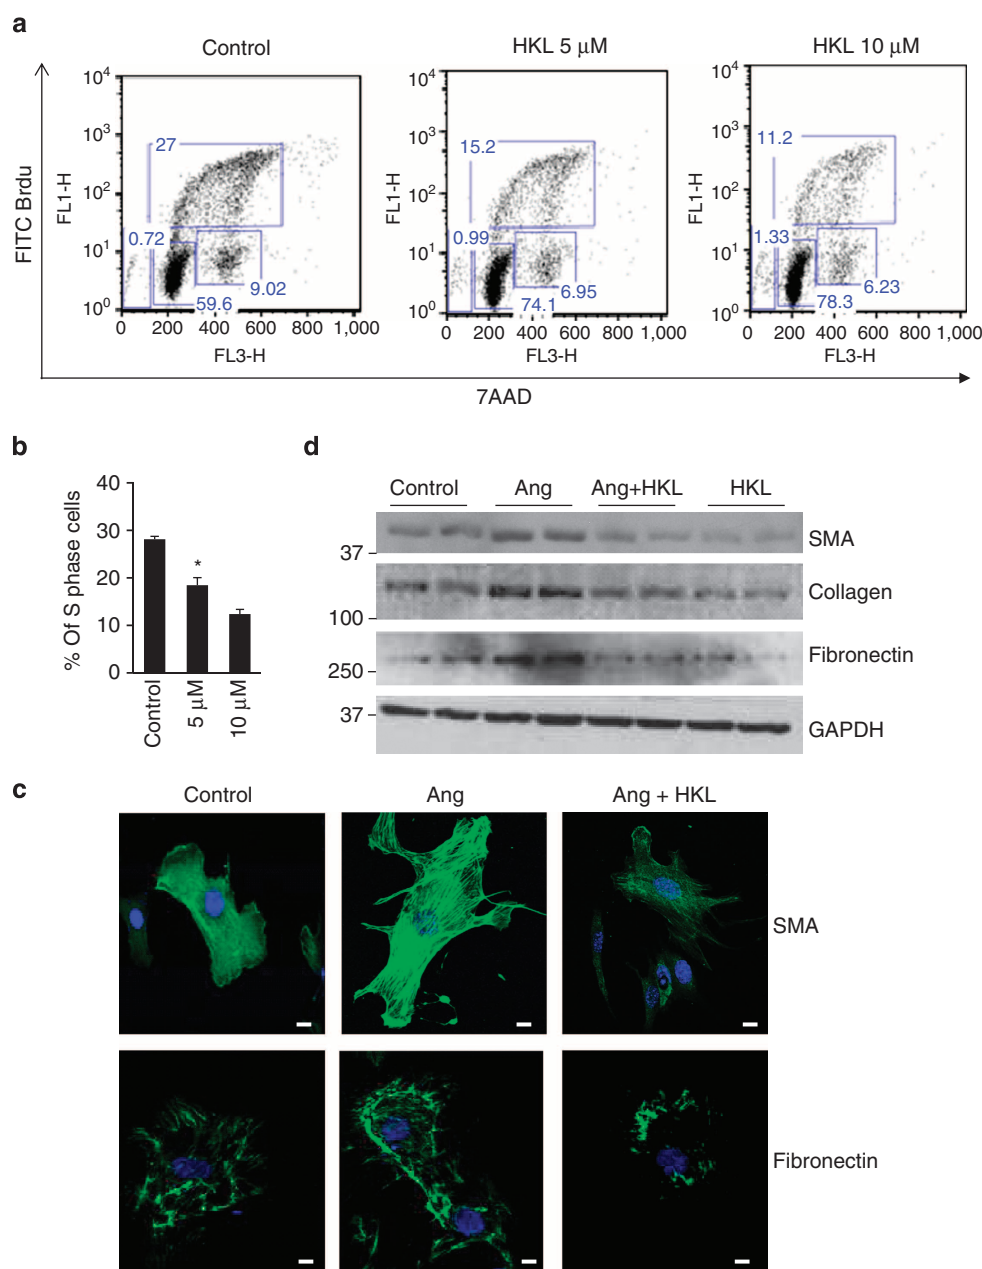 a
Control
HKL 5 μM
HKL 10 μM
FITC Brdu
FL1-H
10⁴
10³
10²
10¹
10⁰
27
0.72
9.02
59.6
0 200 400 600 800 1,000
FL3-H
FL1-H
10⁴
10³
10²
10¹
10⁰
15.2
0.99
6.95
74.1
0 200 400 600 800 1,000
FL3-H
FL1-H
10⁴
10³
10²
10¹
10⁰
11.2
1.33
6.23
78.3
0 200 400 600 800 1,000
FL3-H
7AAD
b
% Of S phase cells
40
30
20
10
0
*
Control
5 μM
10 μM
d
Control Ang Ang+HKL HKL
37
SMA
Collagen
100
Fibronectin
250
37
GAPDH
c
Control Ang Ang + HKL
SMA
Fibronectin